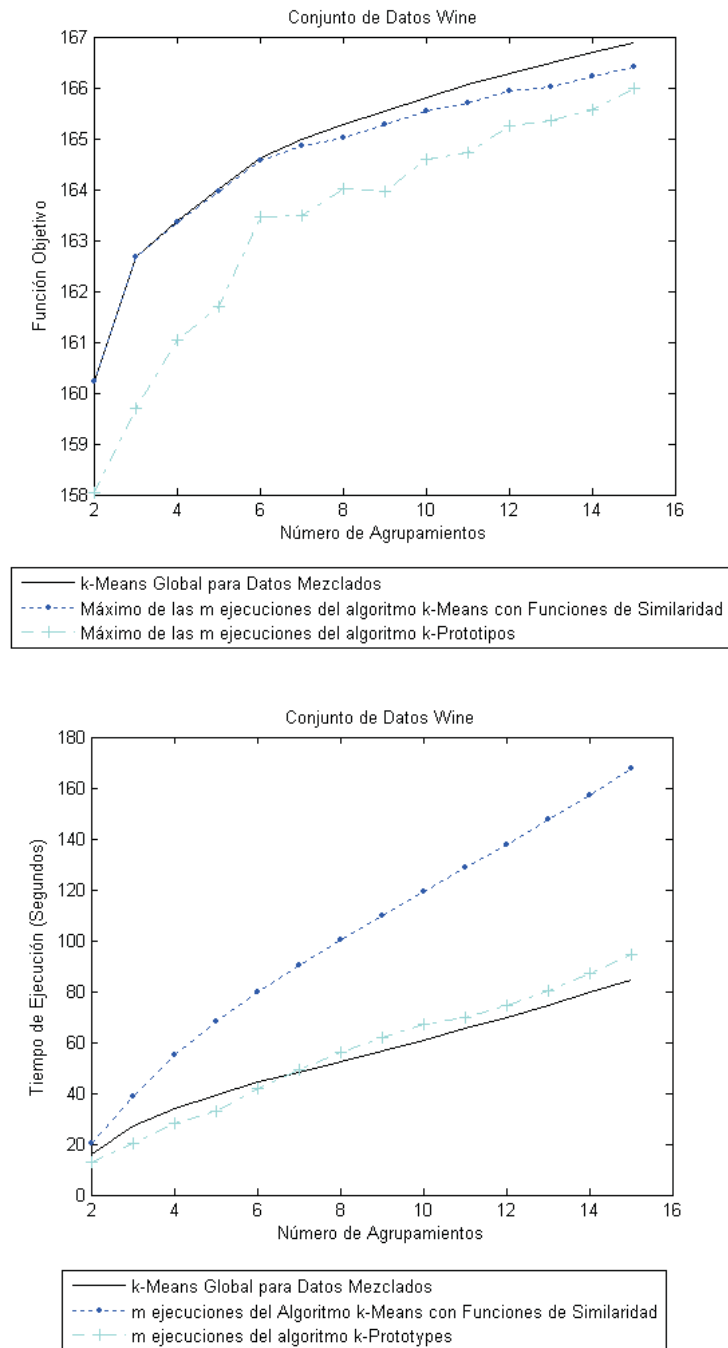 Conjunto de Datos Wine
167
166
165
164
163
162
161
160
159
158
Función Objetivo
2 4 6 8 10 12 14 16
Número de Agrupamientos
k-Means Global para Datos Mezclados
Máximo de las m ejecuciones del algoritmo k-Means con Funciones de Similaridad
Máximo de las m ejecuciones del algoritmo k-Prototipos
Conjunto de Datos Wine
180
160
140
120
100
80
60
40
20
0
Tiempo de Ejecución (Segundos)
2 4 6 8 10 12 14 16
Número de Agrupamientos
k-Means Global para Datos Mezclados
m ejecuciones del Algoritmo k-Means con Funciones de Similaridad
m ejecuciones del algoritmo k-Prototypes